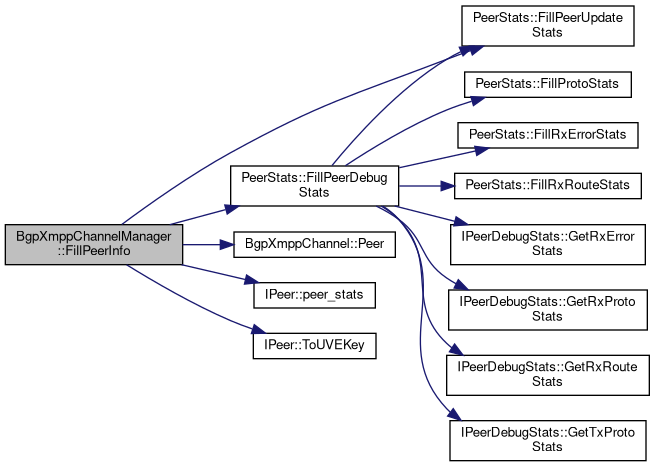 BgpXmppChannelManager
::FillPeerInfo
PeerStats::FillPeerDebug
Stats
BgpXmppChannel::Peer
IPeer::peer_stats
IPeer::ToUVEKey
PeerStats::FillPeerUpdate
Stats
PeerStats::FillProtoStats
PeerStats::FillRxErrorStats
PeerStats::FillRxRouteStats
IPeerDebugStats::GetRxError
Stats
IPeerDebugStats::GetRxProto
Stats
IPeerDebugStats::GetRxRoute
Stats
IPeerDebugStats::GetTxProto
Stats